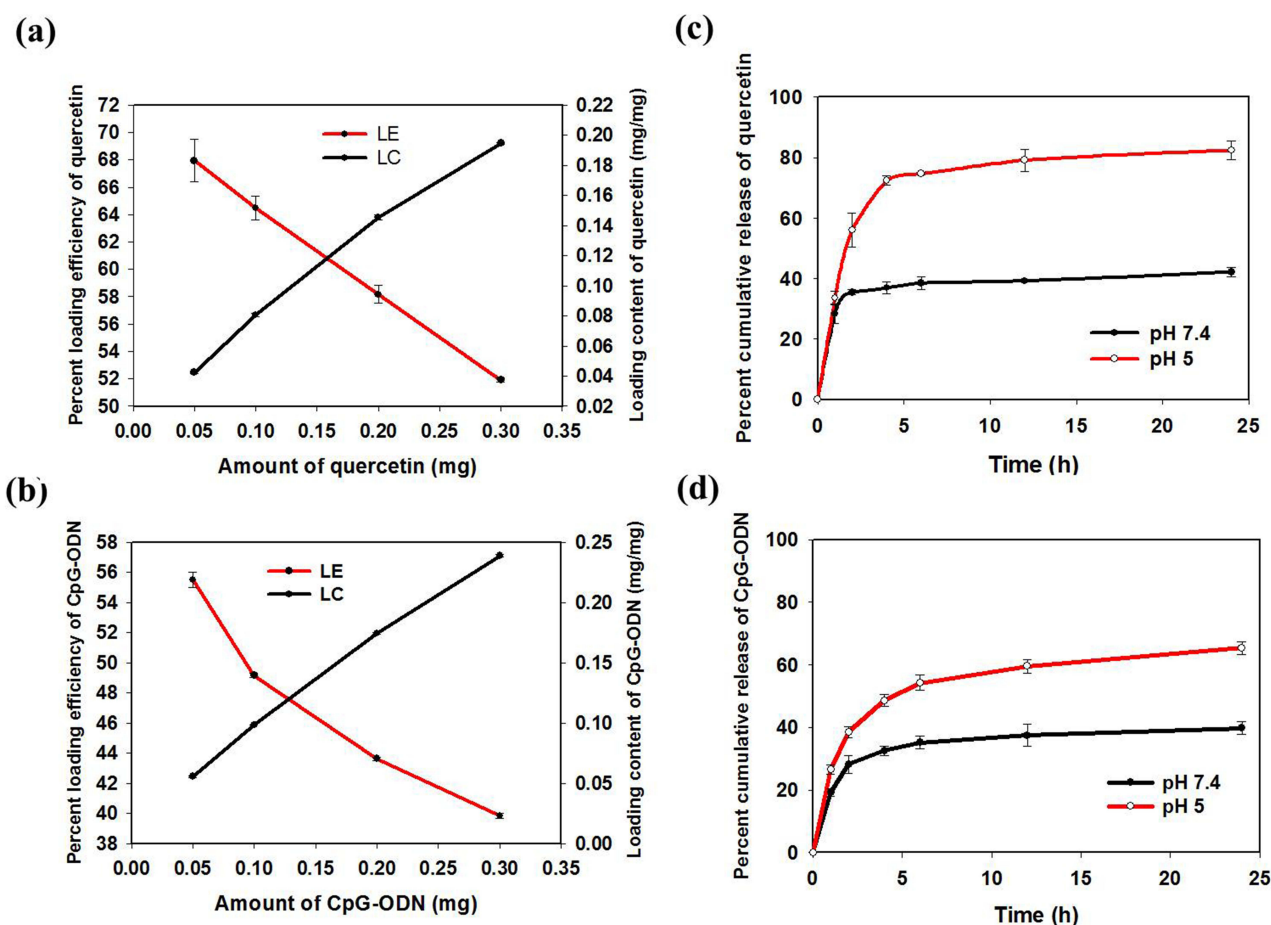 (a)
Percent loading efficiency of quercetin
72
70
68
66
64
62
60
58
56
54
52
50
LE
LC
0.22
0.20
0.18
0.16
0.14
0.12
0.10
0.08
0.06
0.04
0.02
Loading content of quercetin (mg/mg)
0.00 0.05 0.10 0.15 0.20 0.25 0.30 0.35
Amount of quercetin (mg)
(c)
Percent cumulative release of quercetin
100
80
60
40
20
0
pH 7.4
pH 5
0 5 10 15 20 25
Time (h)
(b)
Percent loading efficiency of CpG-ODN
58
56
54
52
50
48
46
44
42
40
38
LE
LC
0.25
0.20
0.15
0.10
0.05
0.00
Loading content of CpG-ODN (mg/mg)
0.00 0.05 0.10 0.15 0.20 0.25 0.30 0.35
Amount of CpG-ODN (mg)
(d)
Percent cumulative release of CpG-ODN
100
80
60
40
20
0
pH 7.4
pH 5
0 5 10 15 20 25
Time (h)